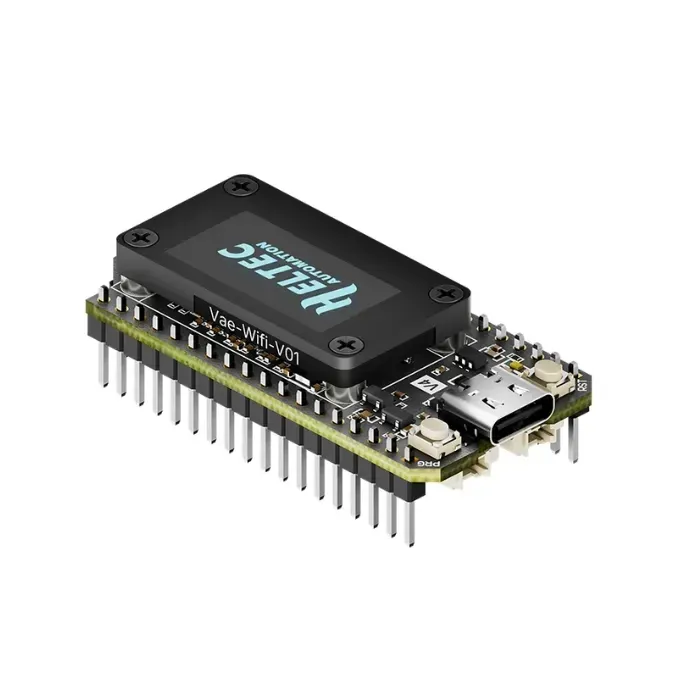 HELTEC
AUTOMATION
Vae-Wifi-V01
V4
RST
PRG